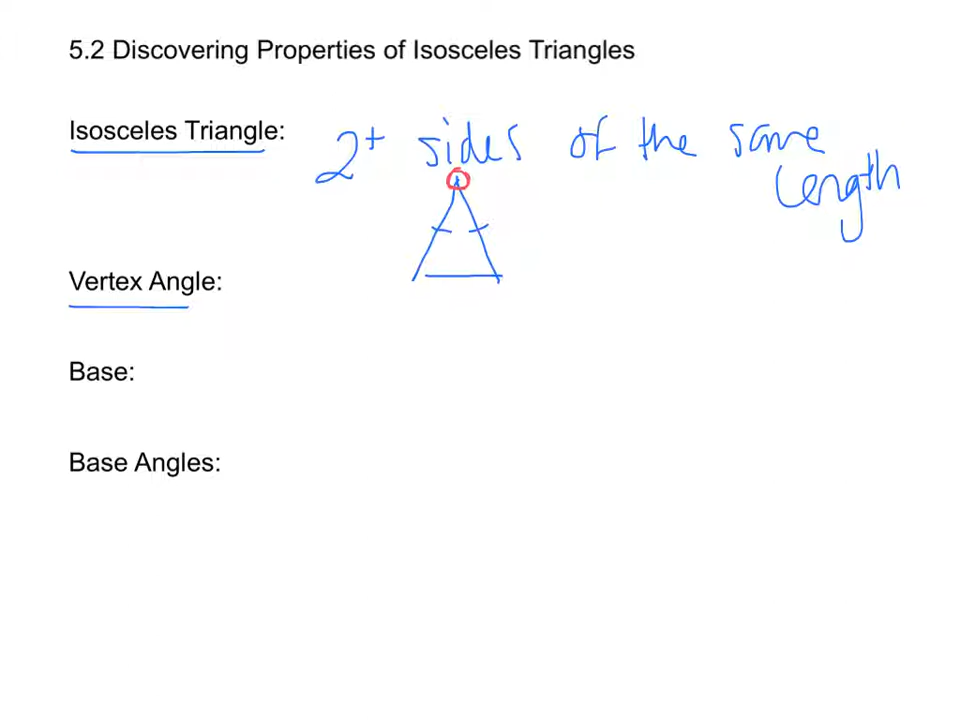 5.2 Discovering Properties of Isosceles Triangles
Isosceles Triangle: 2+ sides of the same
length
Vertex Angle:
Base:
Base Angles: